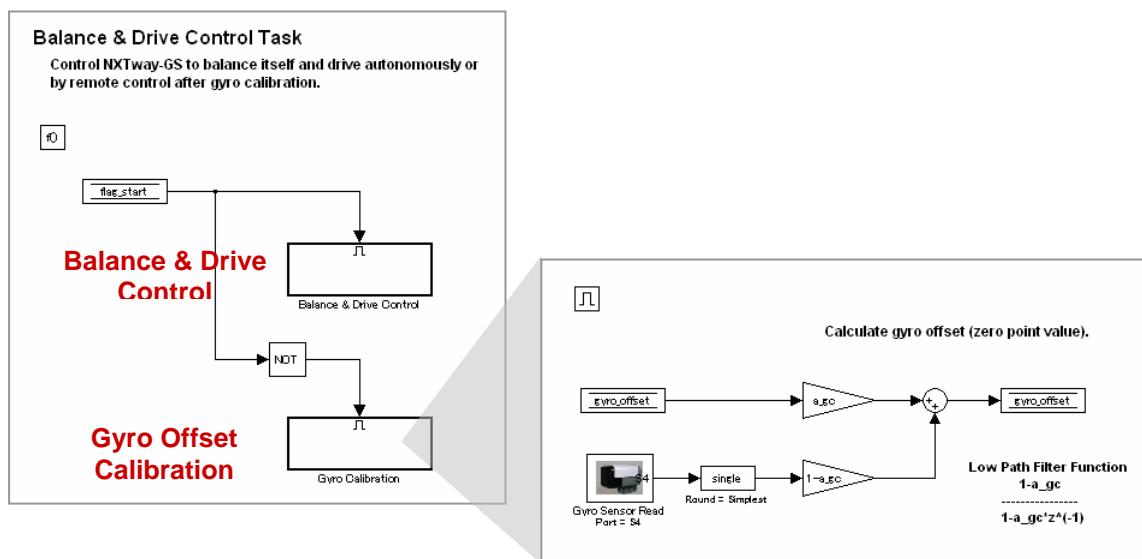 Balance & Drive Control Task
Control NXTway-GS to balance itself and drive autonomously or
by remote control after gyro calibration.
f()
flag_start
Balance & Drive
Control
Balance & Drive Control
NOT
Gyro Offset
Calibration
Gyro Calibration
Calculate gyro offset (zero point value).
gyro_offset
a_gc
+
+
gyro_offset
S4
Gyro Sensor Read
Port = S4
single
Round = Simplest
1-a_gc
Low Path Filter Function
1-a_gc
----------------
1-a_gc*z^(-1)